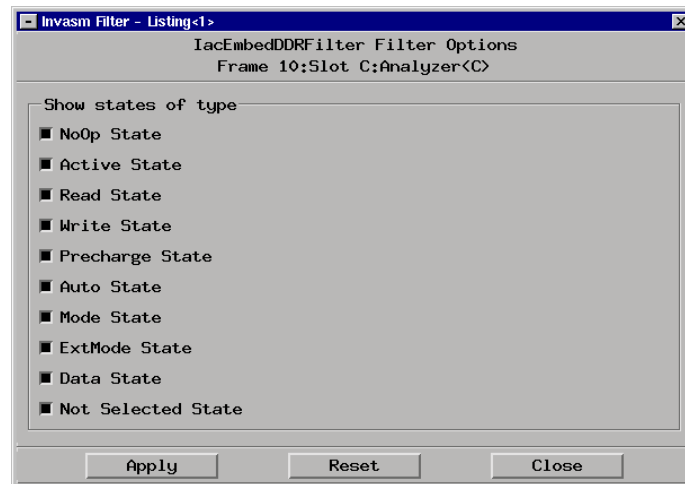 Invasm Filter - Listing<1>
IacEmbedDDRFilter Filter Options
Frame 10:Slot C:Analyzer<C>
Show states of type
NoOp State
Active State
Read State
Write State
Precharge State
Auto State
Mode State
ExtMode State
Data State
Not Selected State
Apply Reset Close